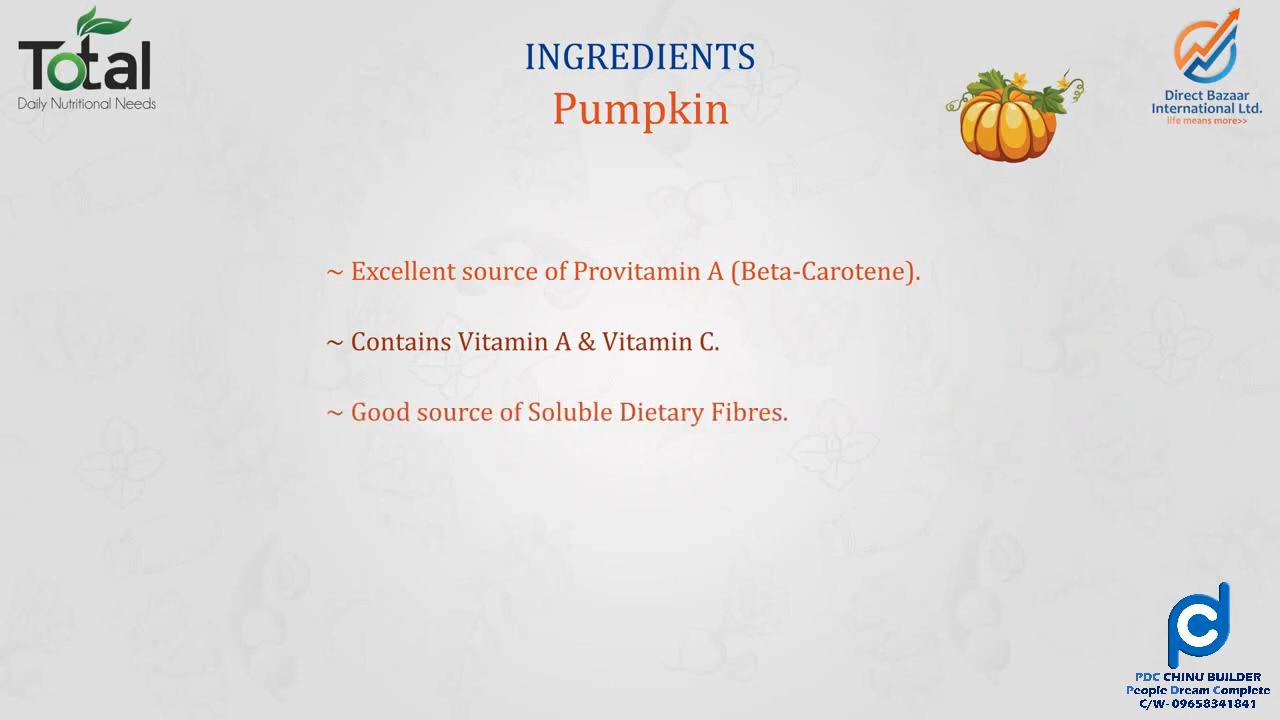 Total
Daily Nutritional Needs
INGREDIENTS
Pumpkin
Direct Bazaar
International Ltd.
life means more>>
~ Excellent source of Provitamin A (Beta-Carotene).
~ Contains Vitamin A & Vitamin C.
~ Good source of Soluble Dietary Fibres.
pdc
PDC CHINU BUILDER
People Dream Complete
C/W- 09658341841